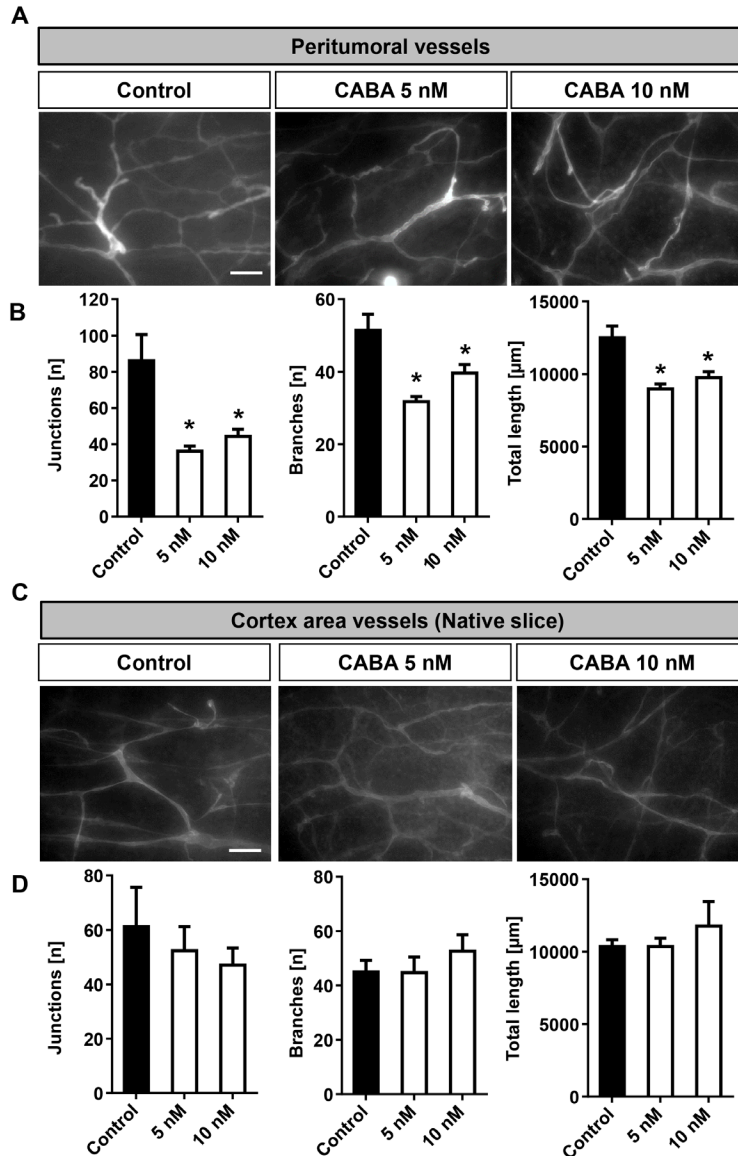 A
Peritumoral vessels
Control CABA 5 nM CABA 10 nM
B
Junctions [n]
120
100
80
60
40
20
0
* *
Control 5 nM 10 nM
Branches [n]
60
40
20
0
* *
Control 5 nM 10 nM
Total length [µm]
15000
10000
5000
0
* *
Control 5 nM 10 nM
C
Cortex area vessels (Native slice)
Control CABA 5 nM CABA 10 nM
D
Junctions [n]
80
60
40
20
0
Control 5 nM 10 nM
Branches [n]
80
60
40
20
0
Control 5 nM 10 nM
Total length [µm]
15000
10000
5000
0
Control 5 nM 10 nM